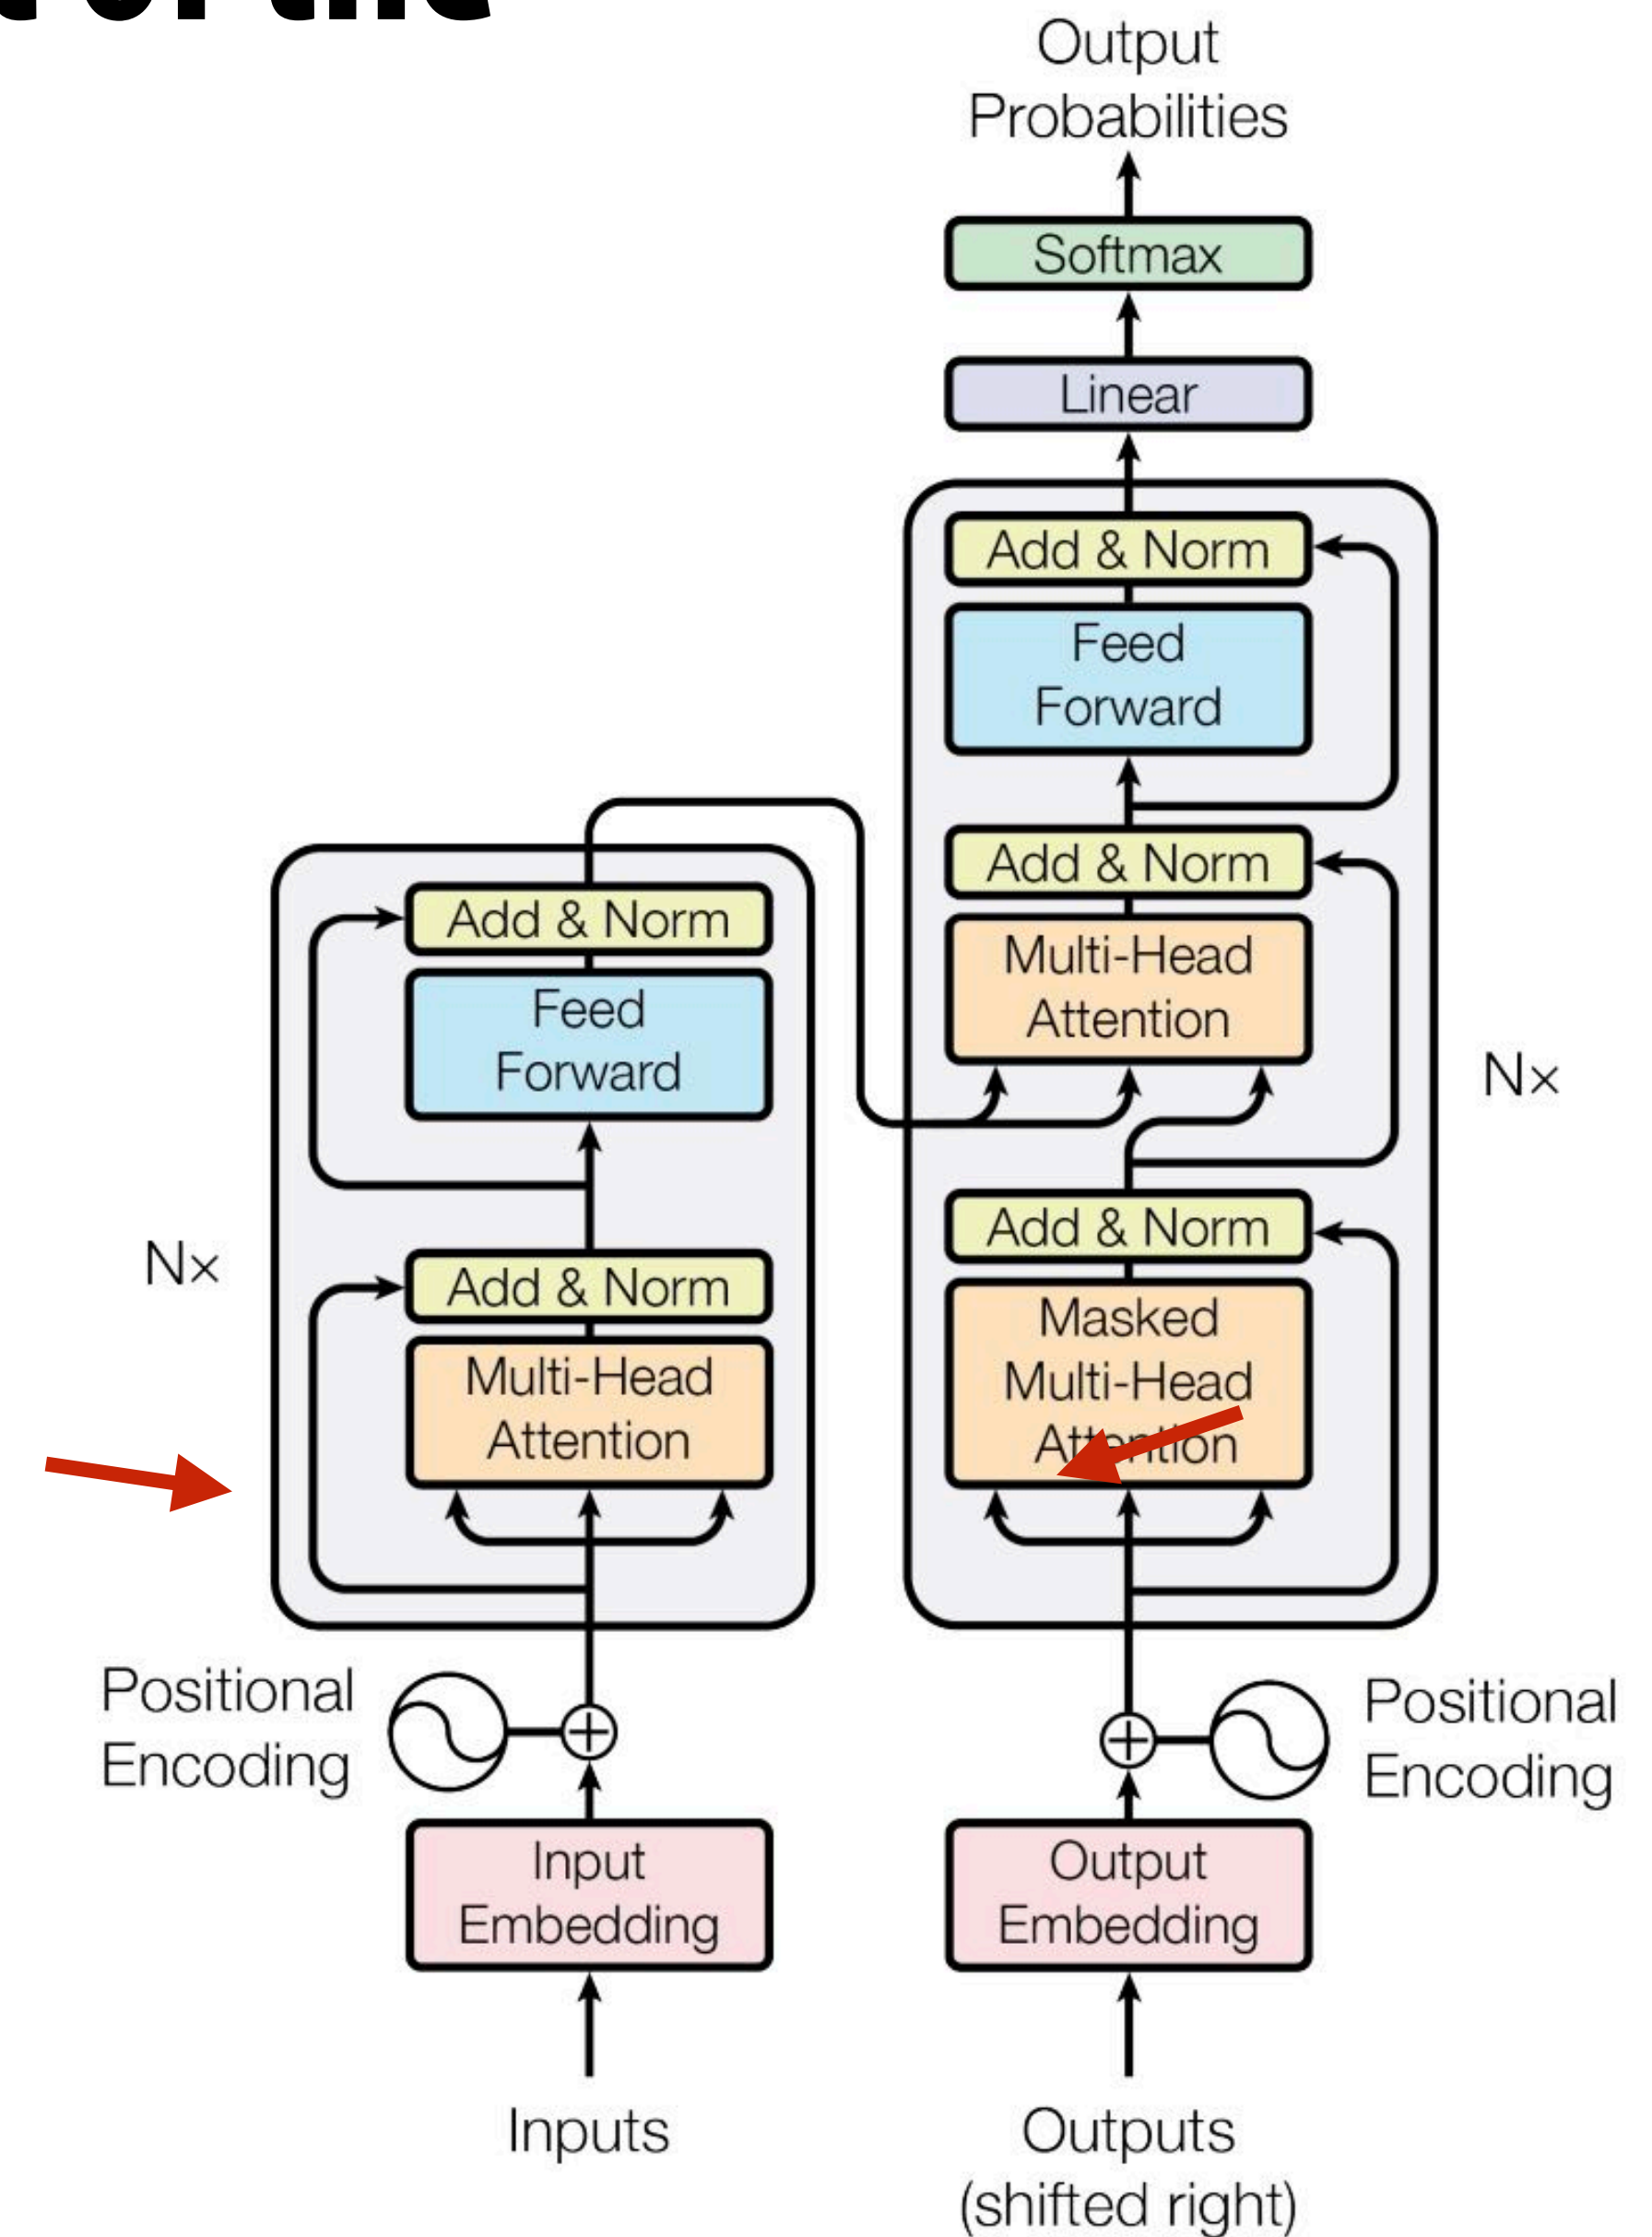 of the
Output
Probabilities
Softmax
Linear
Add & Norm
Feed
Forward
Add & Norm
Multi-Head
Attention
Nx
Add & Norm
Masked
Multi-Head
Attention
Add & Norm
Feed
Forward
Nx
Add & Norm
Multi-Head
Attention
Positional
Encoding
Positional
Encoding
Input
Embedding
Output
Embedding
Inputs
Outputs
(shifted right)